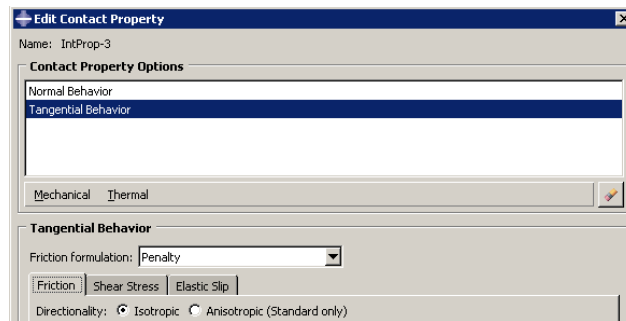 Edit Contact Property
Name: IntProp-3
Contact Property Options
Normal Behavior
Tangential Behavior
Mechanical Thermal
Tangential Behavior
Friction formulation: Penalty
Friction Shear Stress Elastic Slip
Directionality: Isotropic Anisotropic (Standard only)